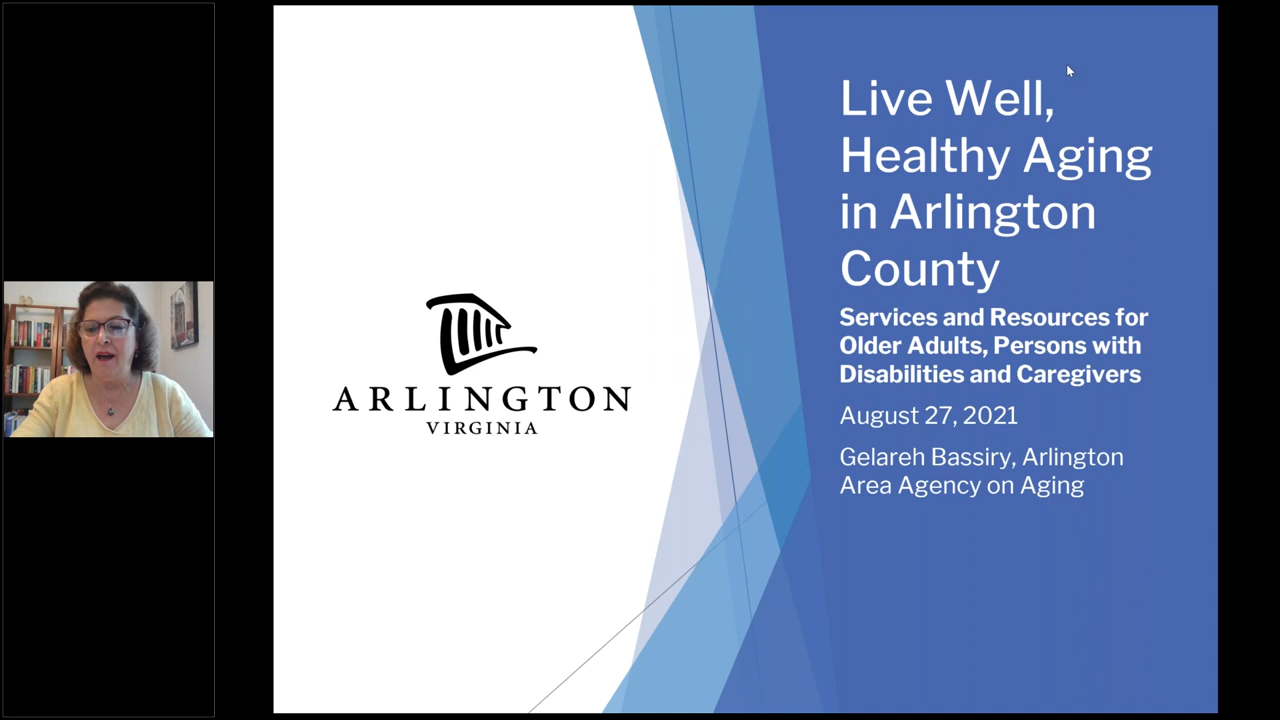 ARLINGTON
VIRGINIA
Live Well,
Healthy Aging
in Arlington
County
Services and Resources for
Older Adults, Persons with
Disabilities and Caregivers
August 27, 2021
Gelareh Bassiry, Arlington
Area Agency on Aging